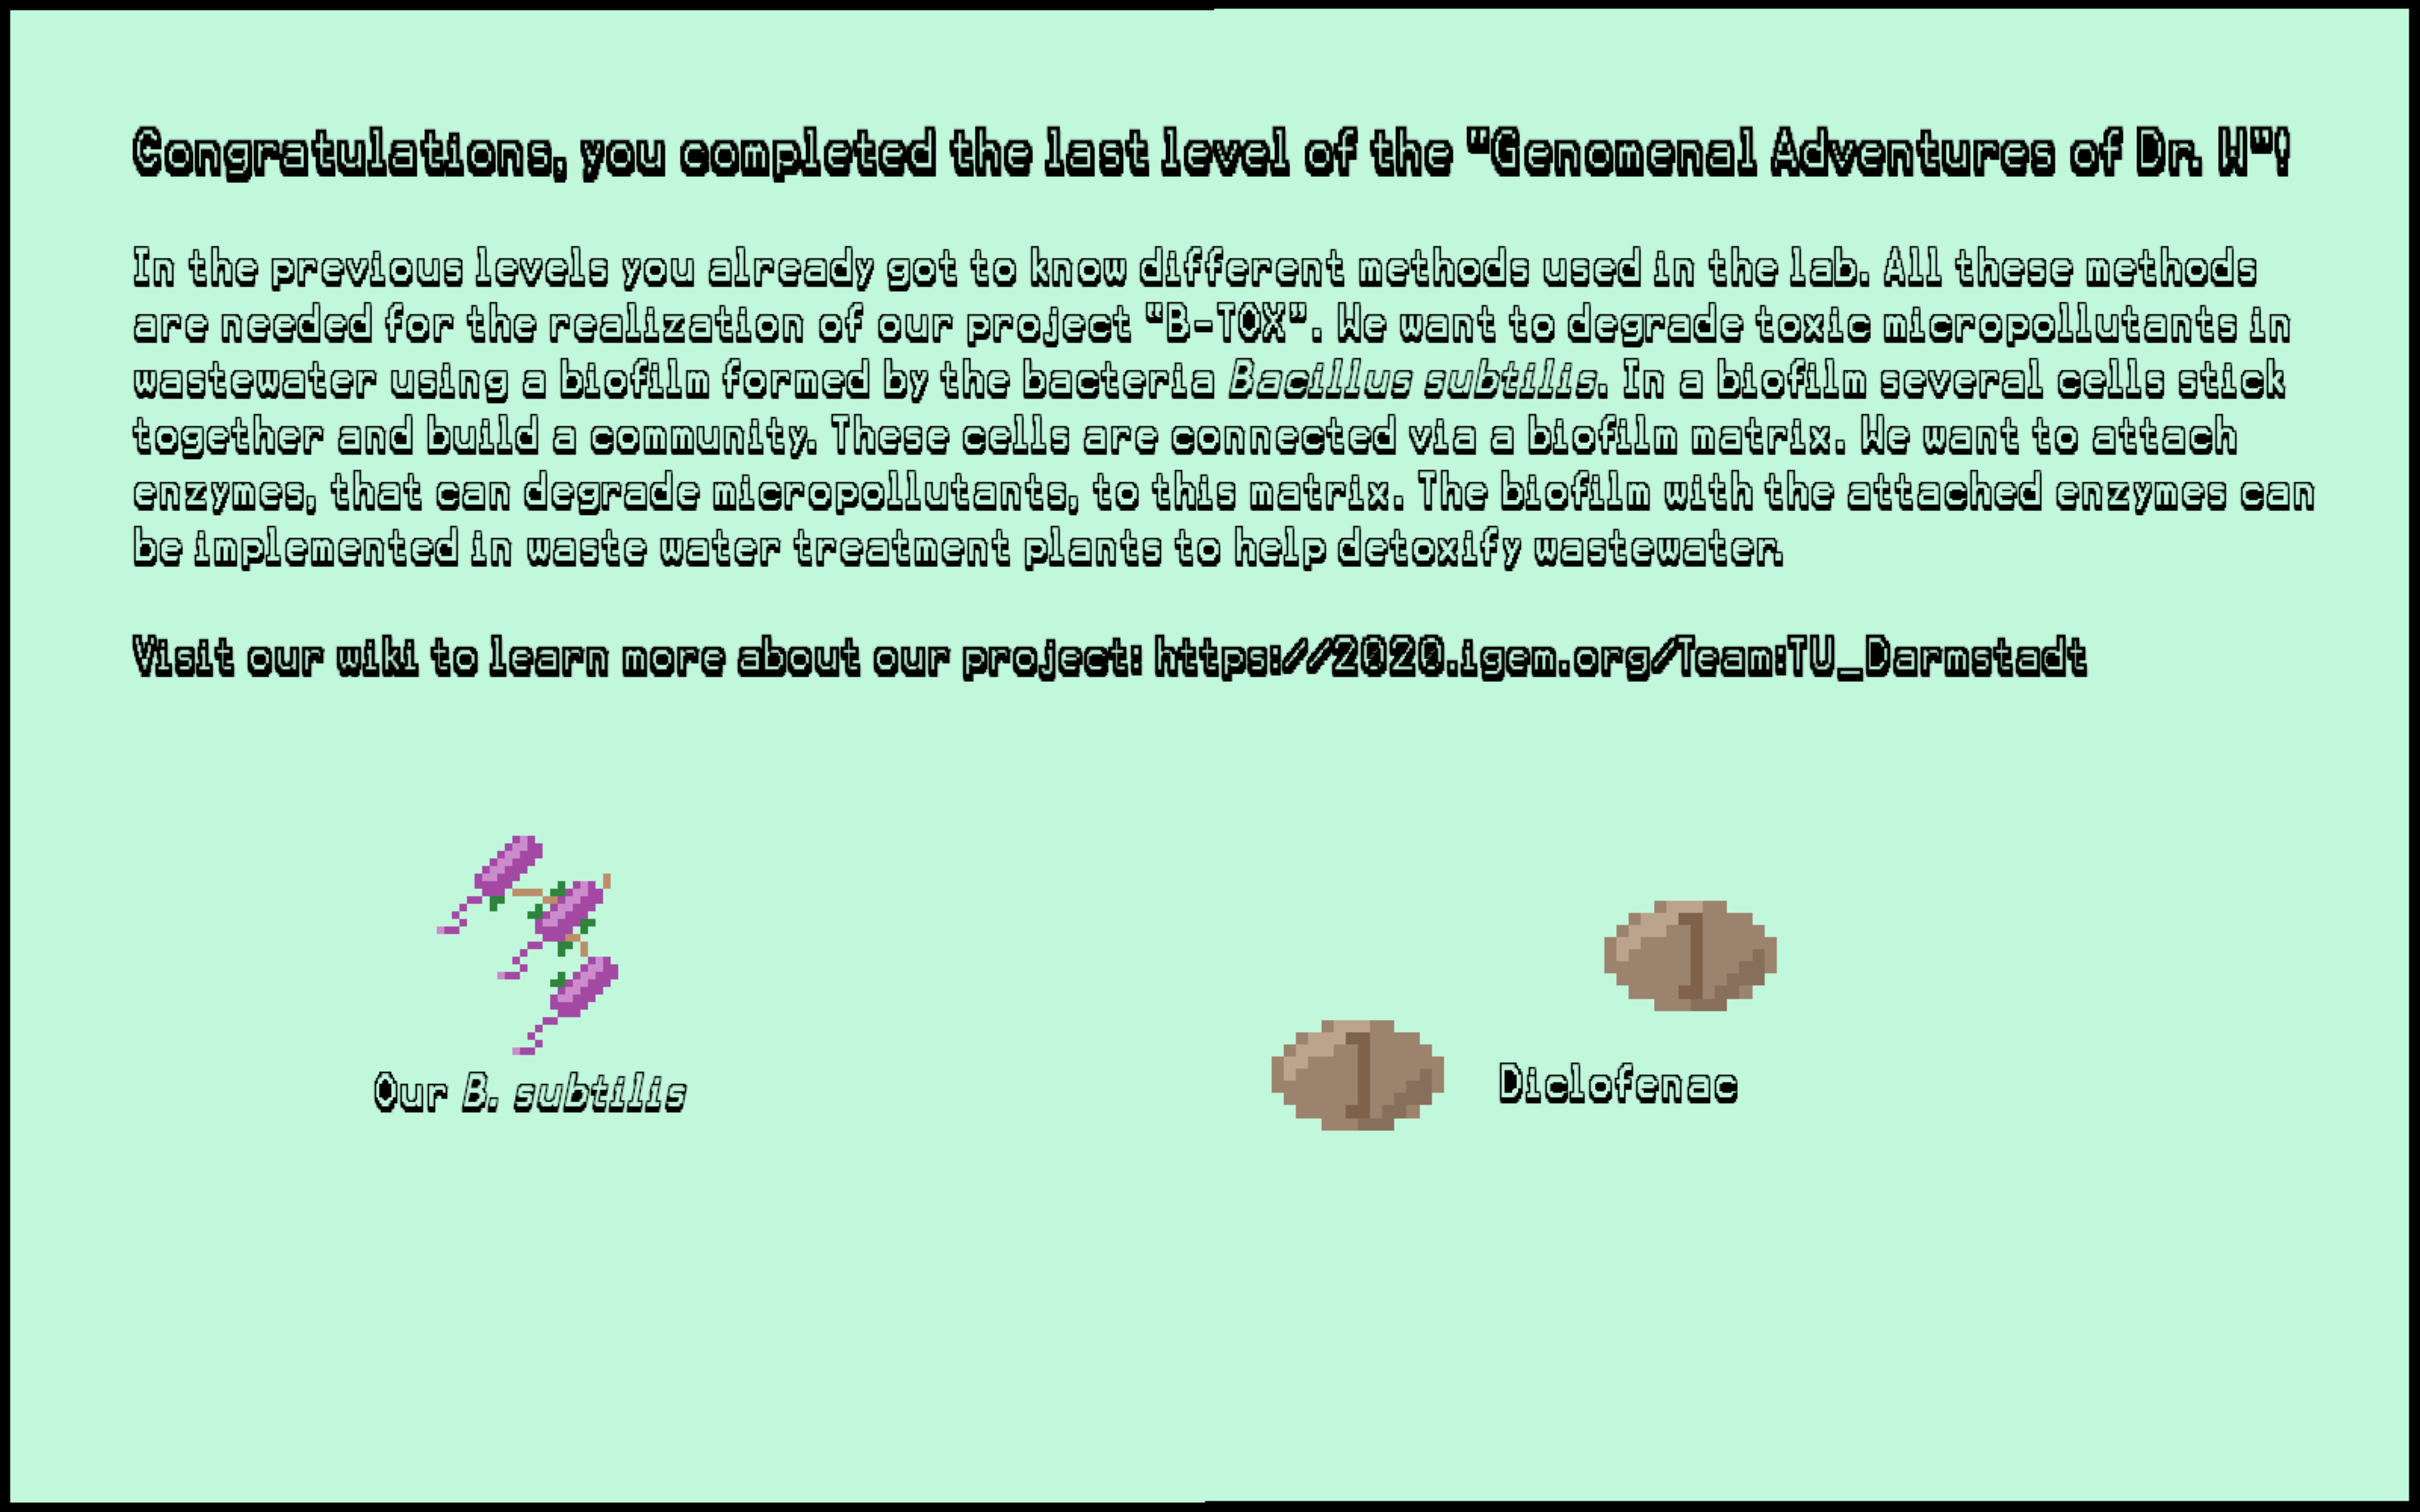 Congratulations, you completed the last level of the "Genomenal Adventures of Dr. W"!
In the previous levels you already got to know different methods used in the lab. All these methods
are needed for the realization of our project “B-TOX”. We want to degrade toxic micropollutants in
wastewater using a biofilm formed by the bacteria Bacillus subtilis. In a biofilm several cells stick
together and build a community. These cells are connected via a biofilm matrix. We want to attach
enzymes, that can degrade micropollutants, to this matrix. The biofilm with the attached enzymes can
be implemented in waste water treatment plants to help detoxify wastewater.
Visit our wiki to learn more about our project: https://2020.igem.org/Team:TU_Darmstadt
Our B. subtilis
Diclofenac